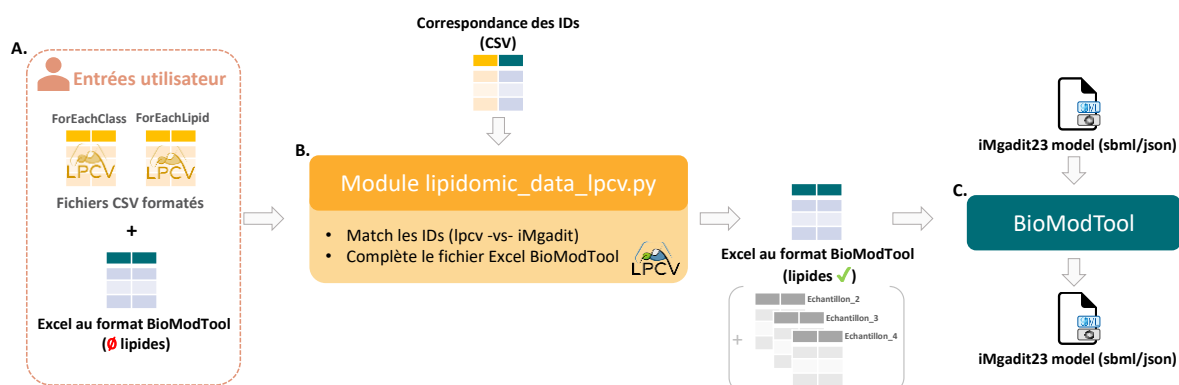 A.
Entrées utilisateur
ForEachClass
ForEachLipid
LPCV
LPCV
Fichiers CSV formatés
+
Excel au format BioModTool
(Ø lipides)
Correspondance des IDs
(CSV)
B.
Module lipidomic_data_lpcv.py
• Match les IDs (lpcv -vs- iMgadit)
• Complète le fichier Excel BioModTool
LPCV
Excel au format BioModTool
(lipides ✓)
+
Echantillon_2
Echantillon_3
Echantillon_4
SBML
iMgadit23 model (sbml/json)
C.
BioModTool
SBML
iMgadit23 model (sbml/json)